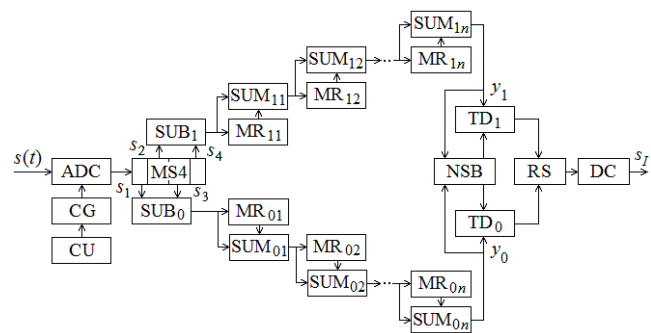 SUM1n
SUM12 ... MR1n
SUM11 MR12 y1
s2 SUB1 s4 MR11 TD1
s(t) ADC MS4 NSB RS DC sI
s1 s3
CG SUB0 MR01 TD0
CU SUM01 MR02 y0
SUM02 ... MR0n
SUM0n